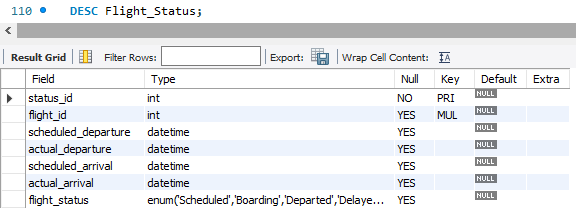 110 DESC Flight_Status;
Result Grid Filter Rows: Export: Wrap Cell Content: IA
Field Type Null Key Default Extra
status_id int NO PRI NULL
flight_id int YES MUL NULL
scheduled_departure datetime YES NULL
actual_departure datetime YES NULL
scheduled_arrival datetime YES NULL
actual_arrival datetime YES NULL
flight_status enum('Scheduled','Boarding','Departed','Delaye... YES NULL